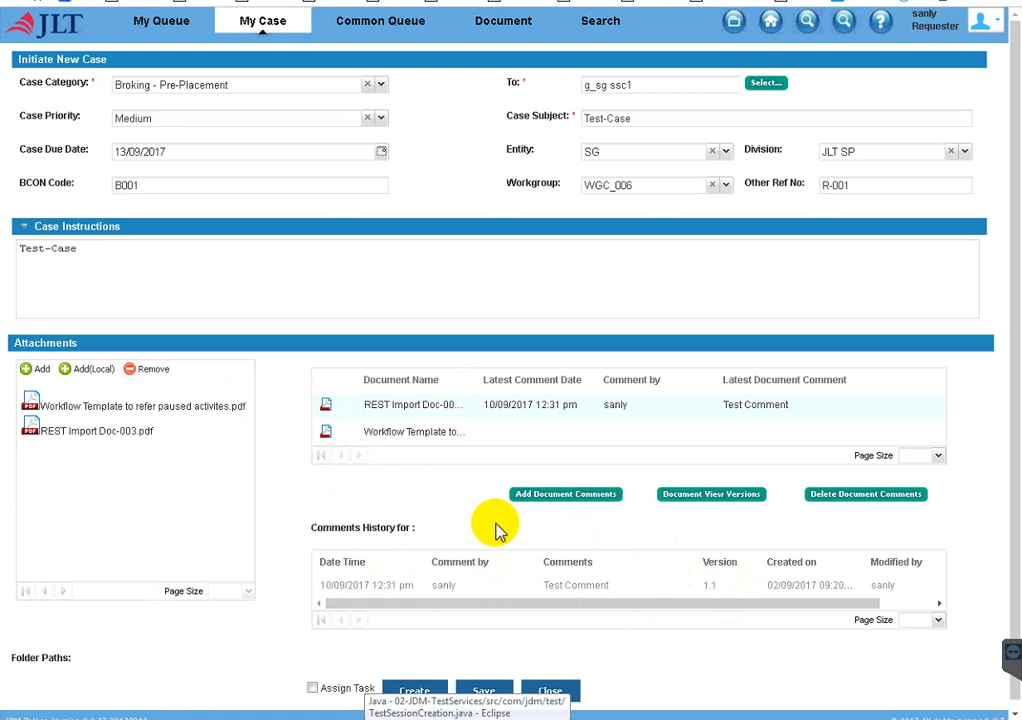 JLT My Queue My Case Common Queue Document Search ? sanly
Requester
Initiate New Case
Case Category: * Broking - Pre-Placement To: * g_sg ssc1 Select...
Case Priority: Medium Case Subject: * Test-Case
Case Due Date: 13/09/2017 Entity: SG Division: JLT SP
BCON Code: B001 Workgroup: WGC_006 Other Ref No: R-001
Case Instructions
Test-Case
Attachments
Add Add(Local) Remove
Workflow Template to refer paused activites.pdf
REST Import Doc-003.pdf
Page Size
Document Name Latest Comment Date Comment by Latest Document Comment
REST Import Doc-00... 10/09/2017 12:31 pm sanly Test Comment
Workflow Template to...
Page Size
Add Document Comments Document View Versions Delete Document Comments
Comments History for :
Date Time Comment by Comments Version Created on Modified by
10/09/2017 12:31 pm sanly Test Comment 1.1 02/09/2017 09:20... sanly
Page Size
Folder Paths:
Assign Task Create Save Close
Java - 02-JDM-TestServices/src/com/jdm/test/
TestSessionCreation.java - Eclipse